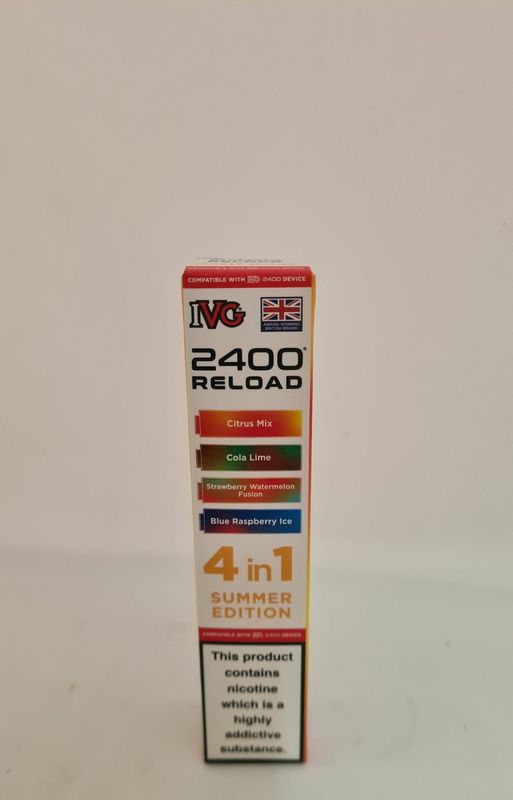 COMPATIBLE WITH IVG 2400 DEVICE
IVG
AWARD WINNING
BRITISH BRAND
2400
RELOAD
Citrus Mix
Cola Lime
Strawberry Watermelon
Fusion
Blue Raspberry Ice
4 in 1
SUMMER
EDITION
COMPATIBLE WITH IVG 2400 DEVICE
This product
contains
nicotine
which is a
highly
addictive
substance.